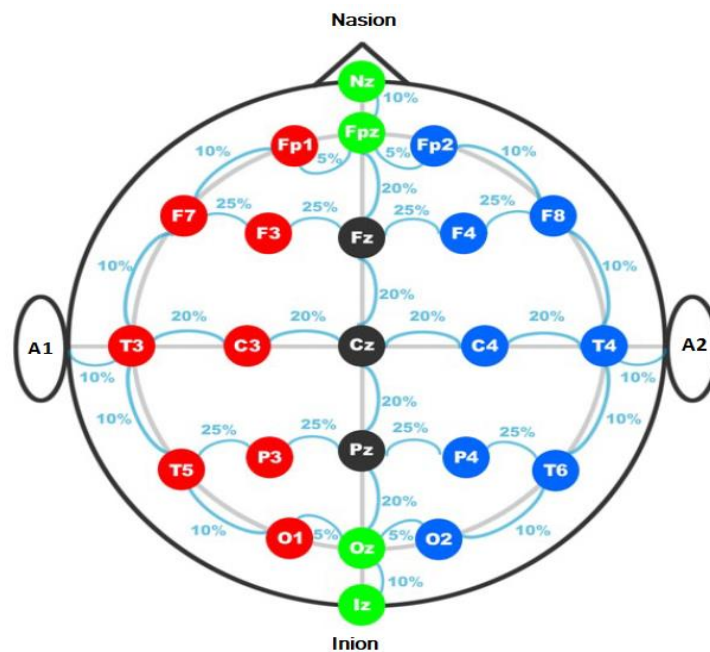 Nasion
Nz
10%
Fp1 Fpz Fp2
10% 5% 5% 10%
20%
F7 25% 25% 25% 25% F8
F3 Fz F4
10% 10%
20%
20% 20% 20% 20%
A1 T3 C3 Cz C4 T4 A2
10% 10%
20%
10% 10%
25% 25% 25% 25%
T5 P3 Pz P4 T6
20%
10% O1 5% Oz 5% O2 10%
10%
Iz
Inion